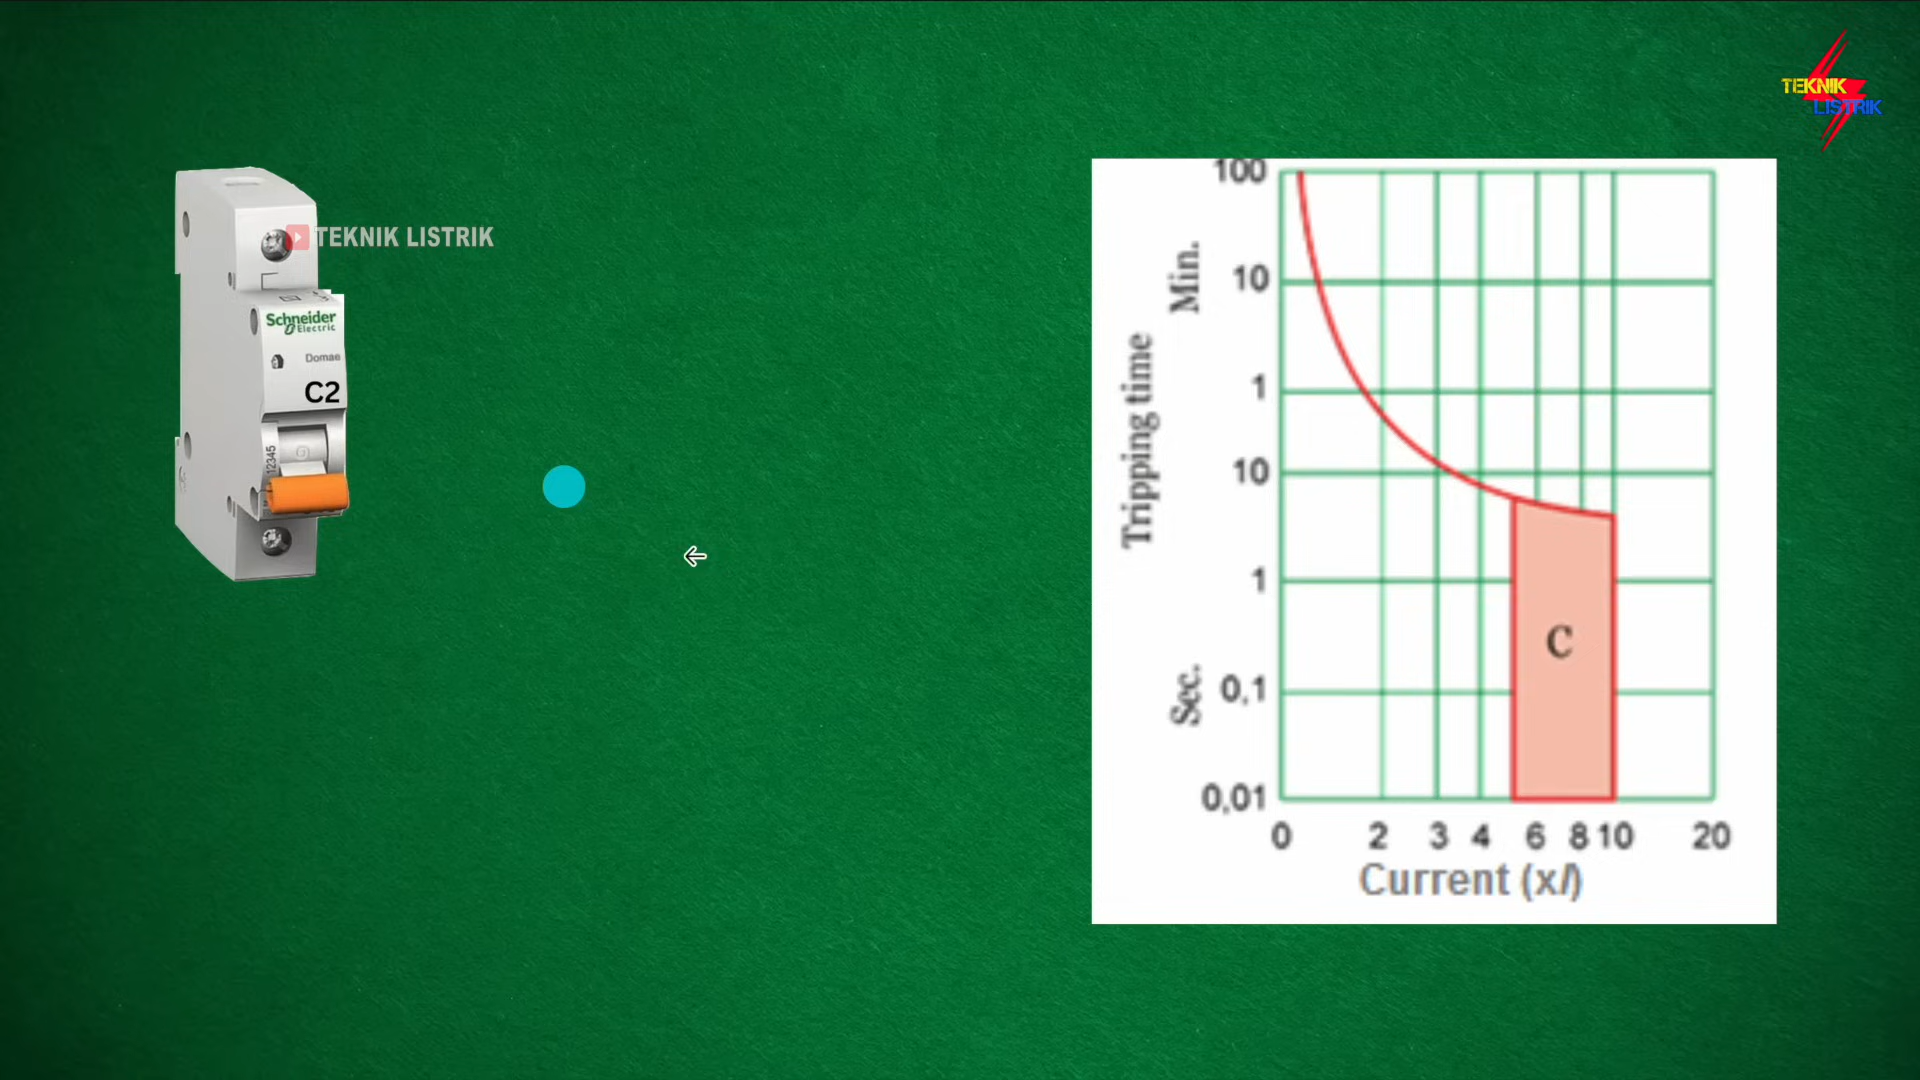 TEKNIK
LISTRIK
TEKNIK LISTRIK
Schneider
Electric
Domae
C2
12345
100
10
1
10
1
0,1
0,01
Min.
Tripping time
Sec.
C
0 2 3 4 6 8 10 20
Current (xI)